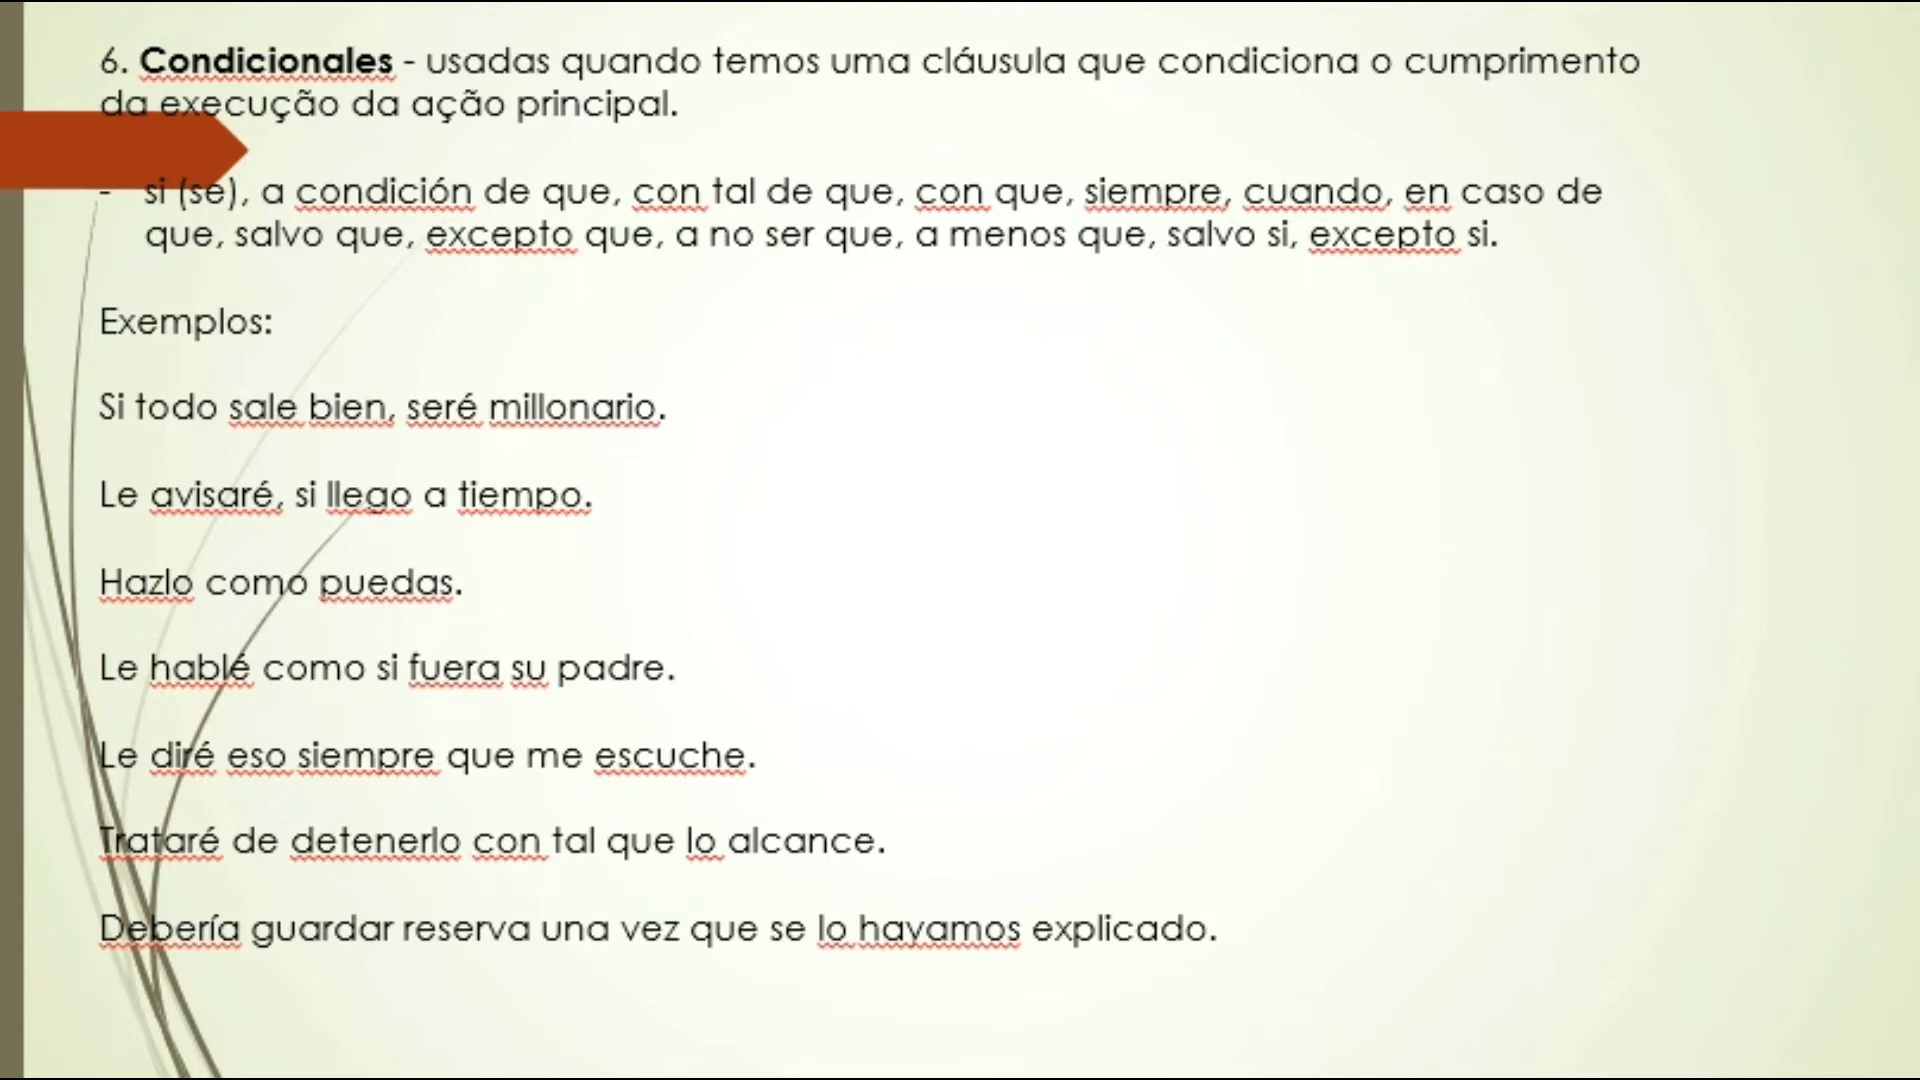 6. Condicionales - usadas quando temos uma cláusula que condiciona o cumprimento
da execução da ação principal.
- si (se), a condición de que, con tal de que, con que, siempre, cuando, en caso de
que, salvo que, excepto que, a no ser que, a menos que, salvo si, excepto si.
Exemplos:
Si todo sale bien, seré millonario.
Le avisaré, si llego a tiempo.
Hazlo como puedas.
Le hablé como si fuera su padre.
Le diré eso siempre que me escuche.
Trataré de detenerlo con tal que lo alcance.
Debería guardar reserva una vez que se lo hayamos explicado.